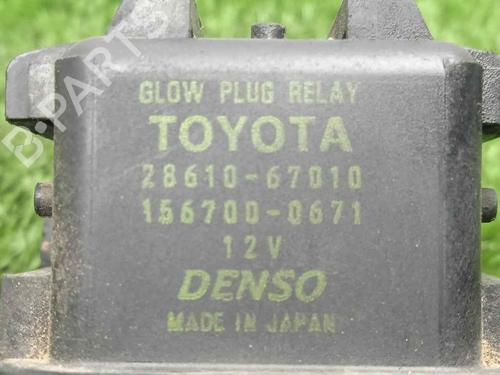 B-PARTS
GLOW PLUG RELAY
TOYOTA
28610-67010
156700-0671
12V
DENSO
MADE IN JAPAN